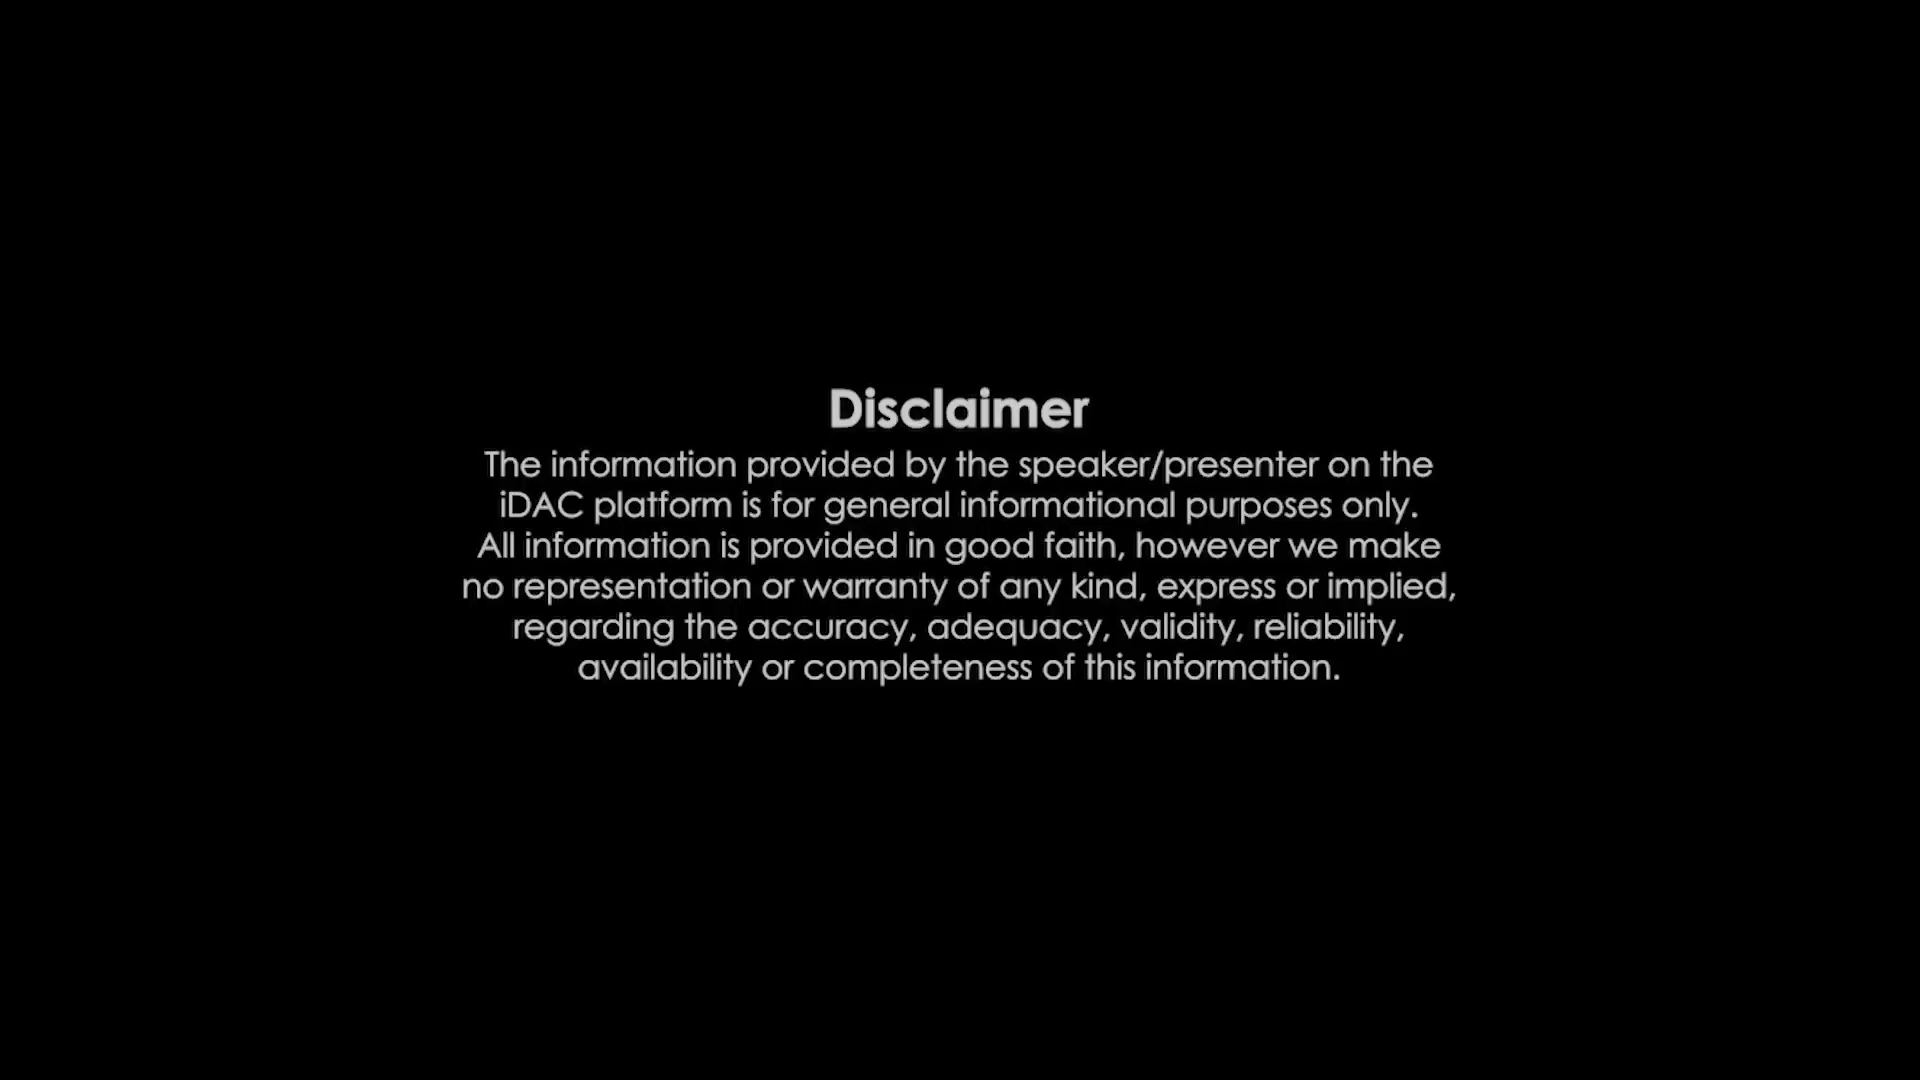 Disclaimer
The information provided by the speaker/presenter on the
iDAC platform is for general informational purposes only.
All information is provided in good faith, however we make
no representation or warranty of any kind, express or implied,
regarding the accuracy, adequacy, validity, reliability,
availability or completeness of this information.